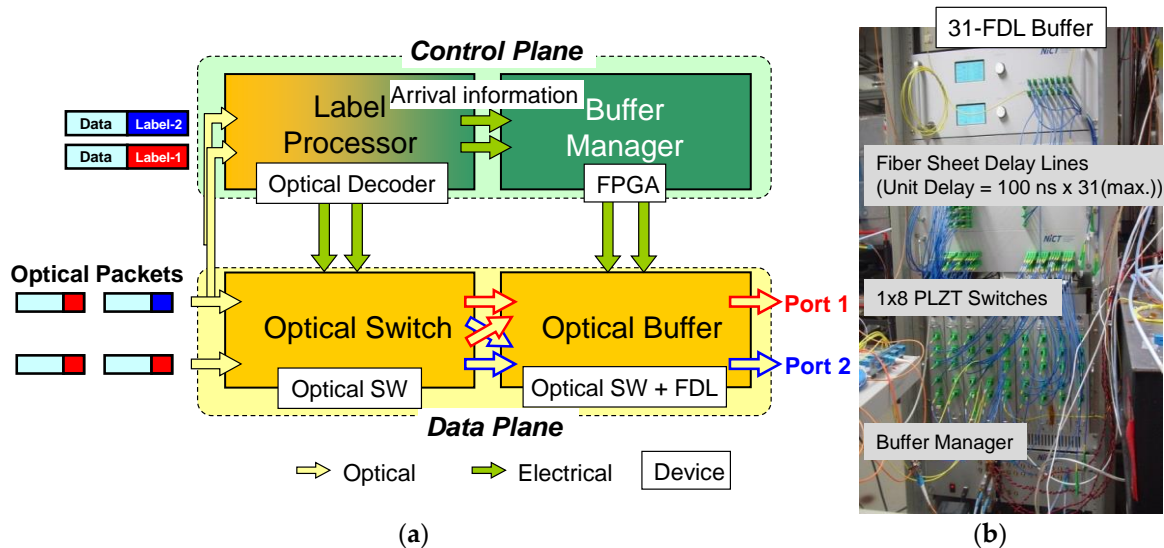 Control Plane
Label
Processor
Arrival information
Buffer
Manager
Data Label-2
Data Label-1
Optical Decoder
FPGA
Optical Packets
Optical Switch
Optical Buffer
Port 1
Port 2
Optical SW
Optical SW + FDL
Data Plane
Optical
Electrical
Device
(a)
31-FDL Buffer
NICT
Fiber Sheet Delay Lines
(Unit Delay = 100 ns x 31(max.))
NICT
1x8 PLZT Switches
Buffer Manager
(b)